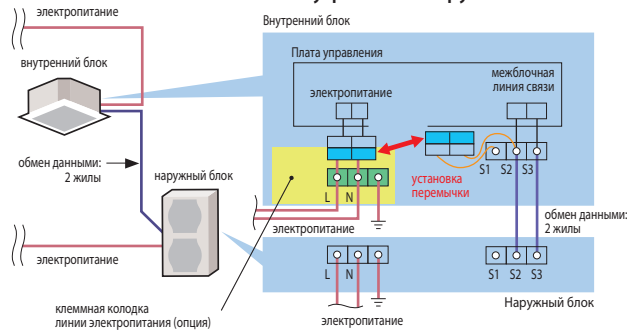 электропитание
внутренний блок
обмен данными:
2 жилы
наружный блок
электропитание
клеммная колодка
линии электропитания (опция)
Внутренний блок
Плата управления
электропитание
межблочная
линия связи
S1 S2 S3
установка
перемычки
L N
электропитание
обмен данными:
2 жилы
L N
S1 S2 S3
Наружный блок
электропитание